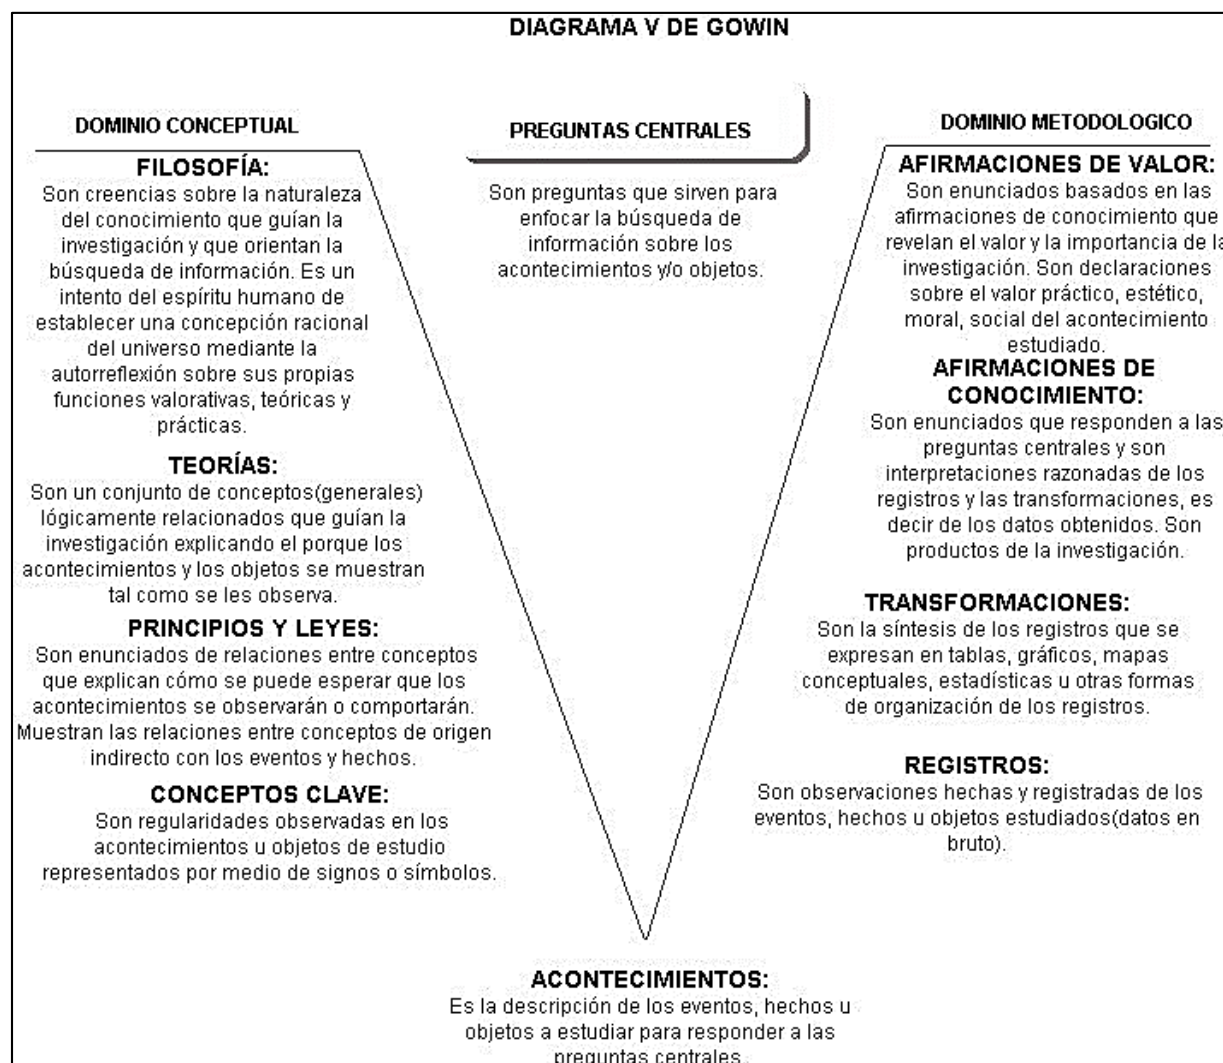 DIAGRAMA V DE GOWIN
DOMINIO CONCEPTUAL
FILOSOFÍA:
Son creencias sobre la naturaleza
del conocimiento que guían la
investigación y que orientan la
búsqueda de información. Es un
intento del espíritu humano de
establecer una concepción racional
del universo mediante la
autorreflexión sobre sus propias
funciones valorativas, teóricas y
prácticas.
TEORÍAS:
Son un conjunto de conceptos(generales)
lógicamente relacionados que guían la
investigación explicando el porque los
acontecimientos y los objetos se muestran
tal como se les observa.
PRINCIPIOS Y LEYES:
Son enunciados de relaciones entre conceptos
que explican cómo se puede esperar que los
acontecimientos se observarán o comportarán.
Muestran las relaciones entre conceptos de origen
indirecto con los eventos y hechos.
CONCEPTOS CLAVE:
Son regularidades observadas en los
acontecimientos u objetos de estudio
representados por medio de signos o símbolos.
PREGUNTAS CENTRALES
Son preguntas que sirven para
enfocar la búsqueda de
información sobre los
acontecimientos y/o objetos.
DOMINIO METODOLOGICO
AFIRMACIONES DE VALOR:
Son enunciados basados en las
afirmaciones de conocimiento que
revelan el valor y la importancia de la
investigación. Son declaraciones
sobre el valor práctico, estético,
moral, social del acontecimiento
estudiado.
AFIRMACIONES DE
CONOCIMIENTO:
Son enunciados que responden a las
preguntas centrales y son
interpretaciones razonadas de los
registros y las transformaciones, es
decir de los datos obtenidos. Son
productos de la investigación.
TRANSFORMACIONES:
Son la síntesis de los registros que se
expresan en tablas, gráficos, mapas
conceptuales, estadísticas u otras formas
de organización de los registros.
REGISTROS:
Son observaciones hechas y registradas de los
eventos, hechos u objetos estudiados(datos en
bruto).
ACONTECIMIENTOS:
Es la descripción de los eventos, hechos u
objetos a estudiar para responder a las
preguntas centrales.